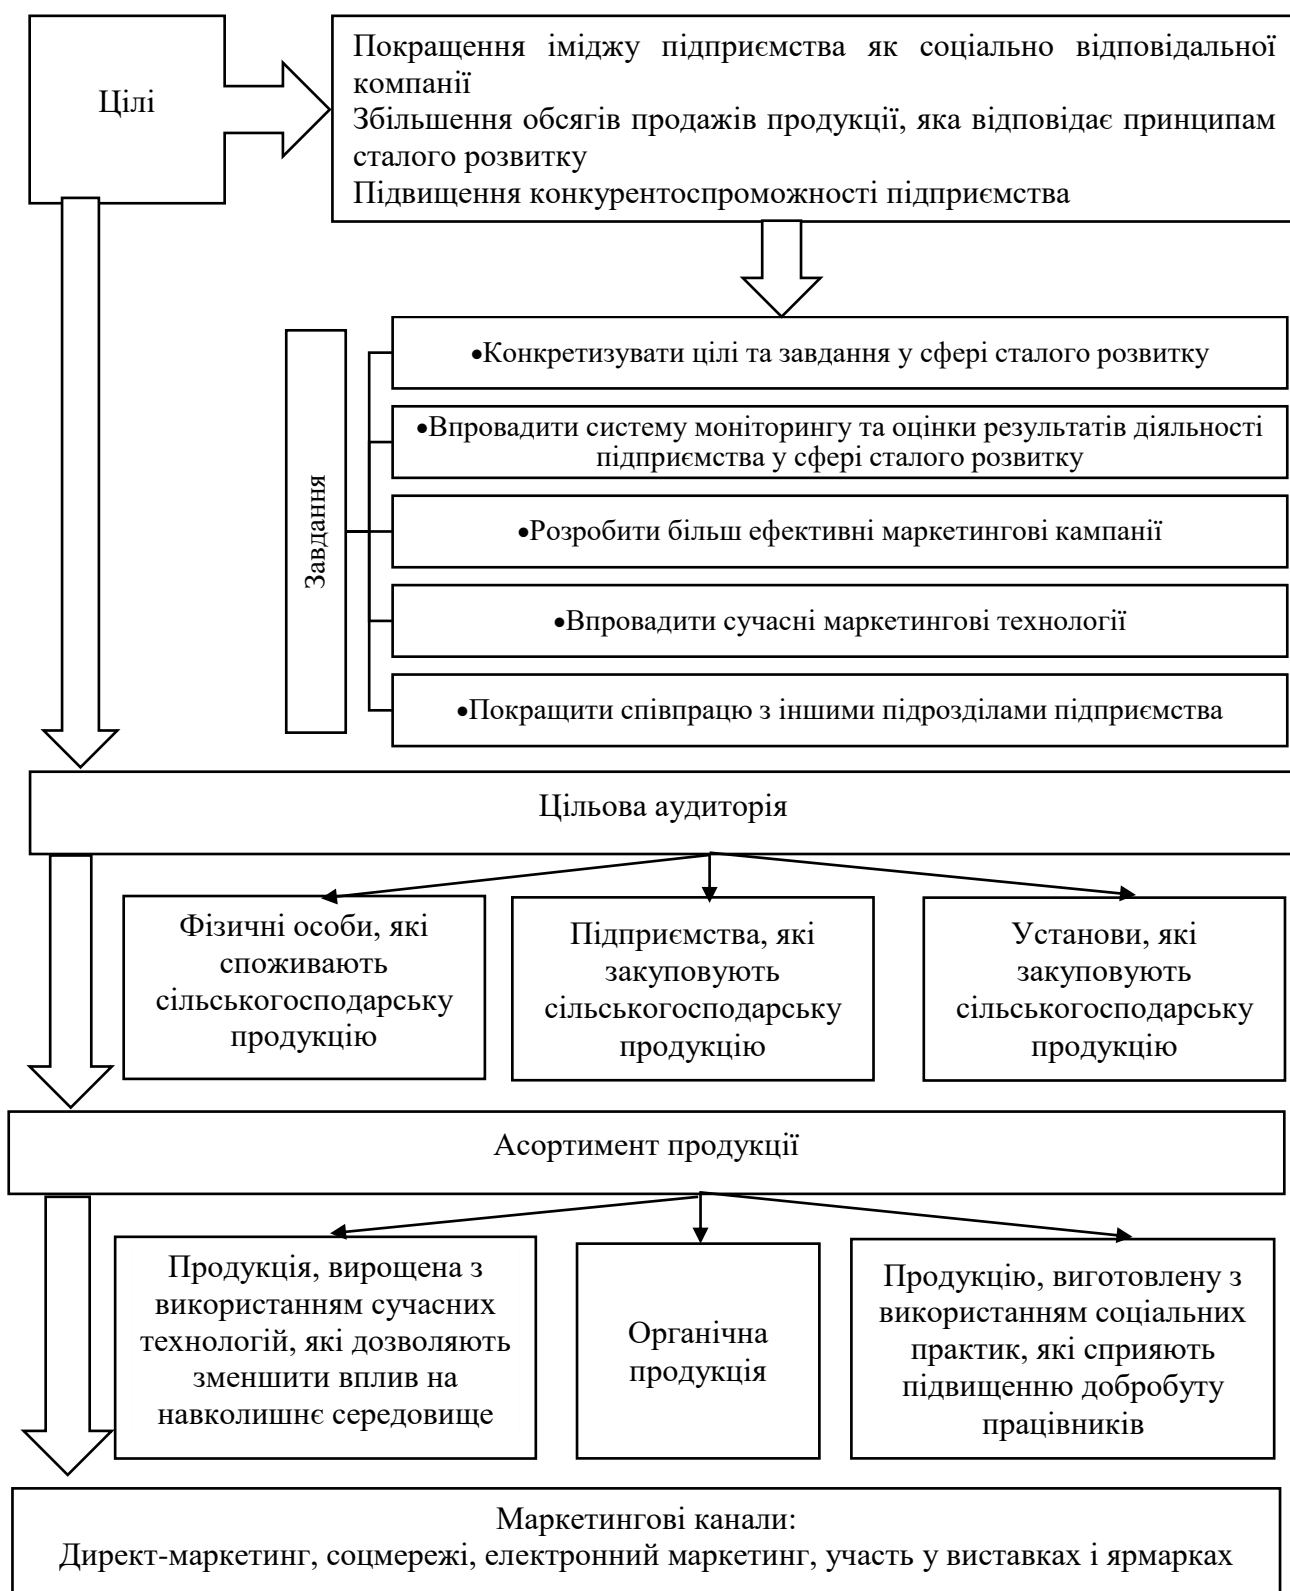 Цілі
Покращення іміджу підприємства як соціально відповідальної
компанії
Збільшення обсягів продажів продукції, яка відповідає принципам
сталого розвитку
Підвищення конкурентоспроможності підприємства
Завдання
•Конкретизувати цілі та завдання у сфері сталого розвитку
•Впровадити систему моніторингу та оцінки результатів діяльності
підприємства у сфері сталого розвитку
•Розробити більш ефективні маркетингові кампанії
•Впровадити сучасні маркетингові технології
•Покращити співпрацю з іншими підрозділами підприємства
Цільова аудиторія
Фізичні особи, які
споживають
сільськогосподарську
продукцію
Підприємства, які
закуповують
сільськогосподарську
продукцію
Установи, які
закуповують
сільськогосподарську
продукцію
Асортимент продукції
Продукція, вирощена з
використанням сучасних
технологій, які дозволяють
зменшити вплив на
навколишнє середовище
Органічна
продукція
Продукцію, виготовлену з
використанням соціальних
практик, які сприяють
підвищенню добробуту
працівників
Маркетингові канали:
Директ-маркетинг, соцмережі, електронний маркетинг, участь у виставках і ярмарках